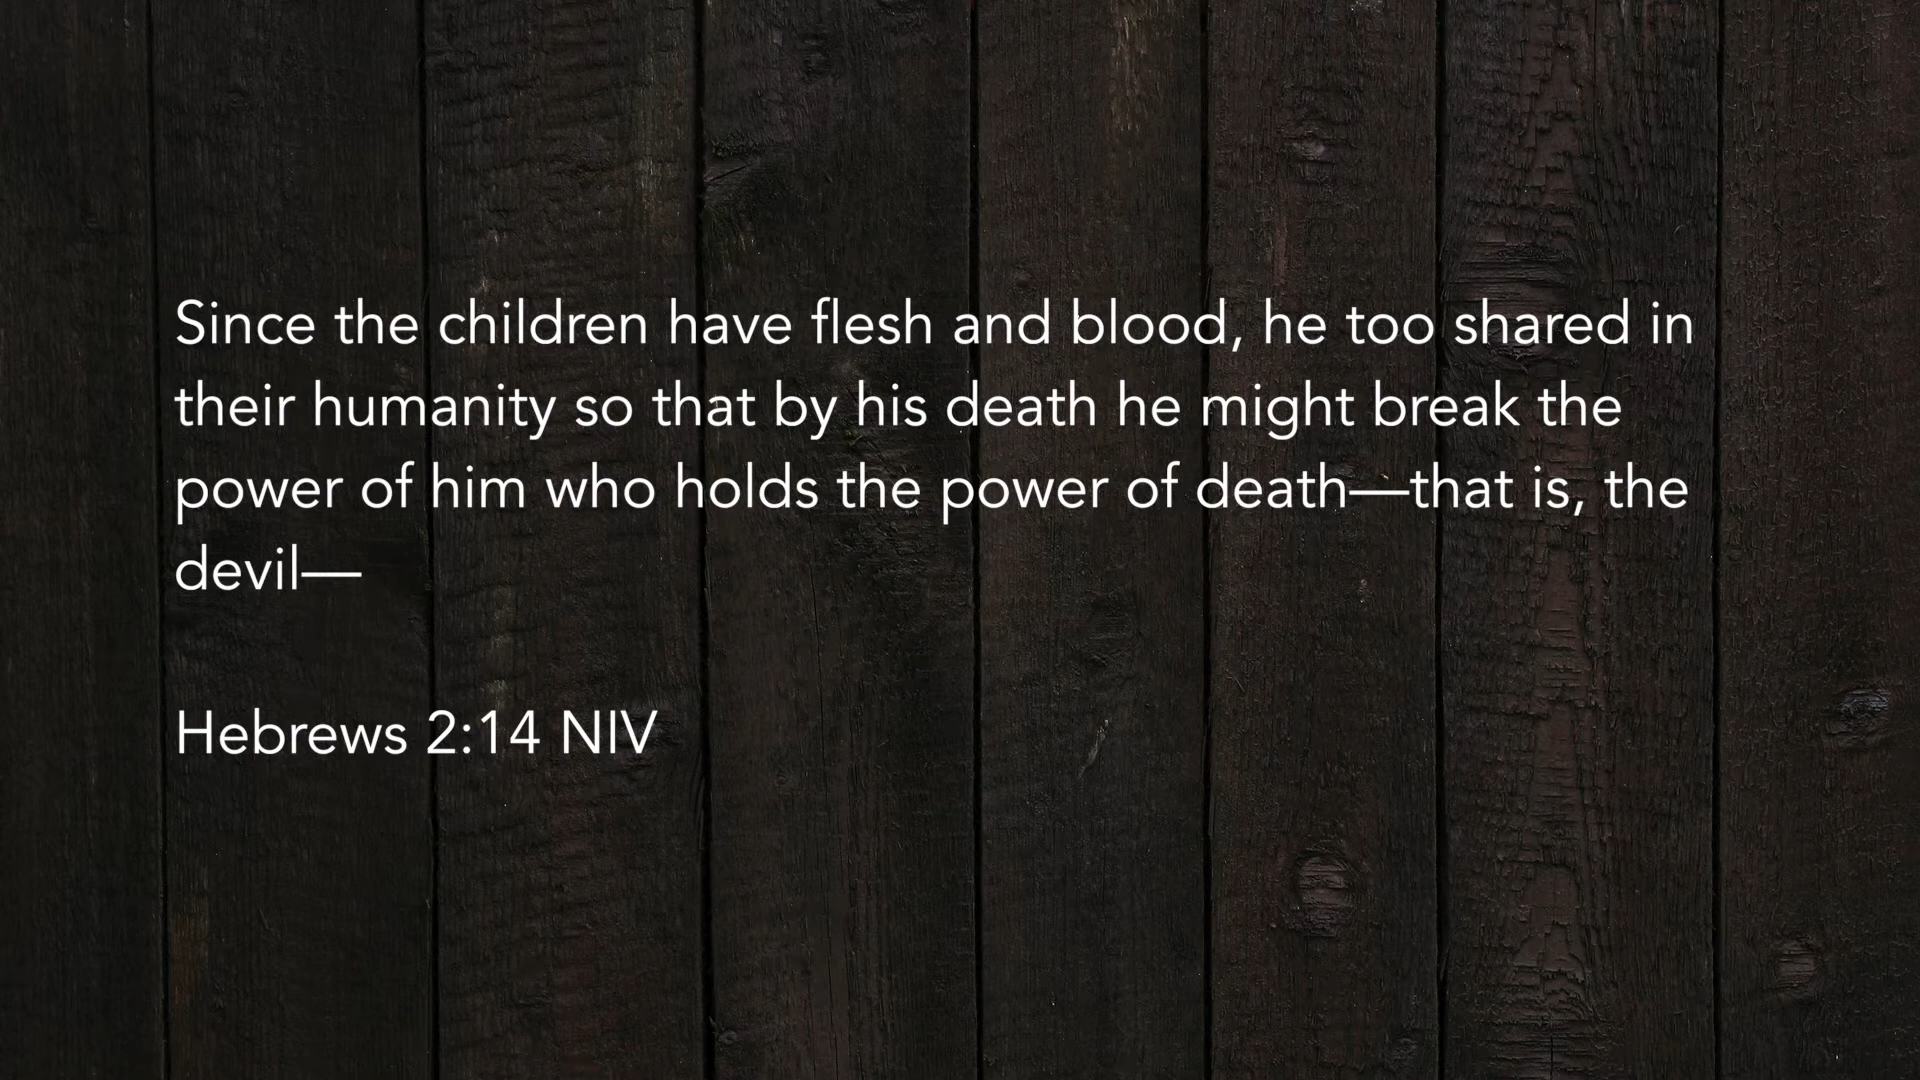 Since the children have flesh and blood, he too shared in
their humanity so that by his death he might break the
power of him who holds the power of death—that is, the
devil—
Hebrews 2:14 NIV